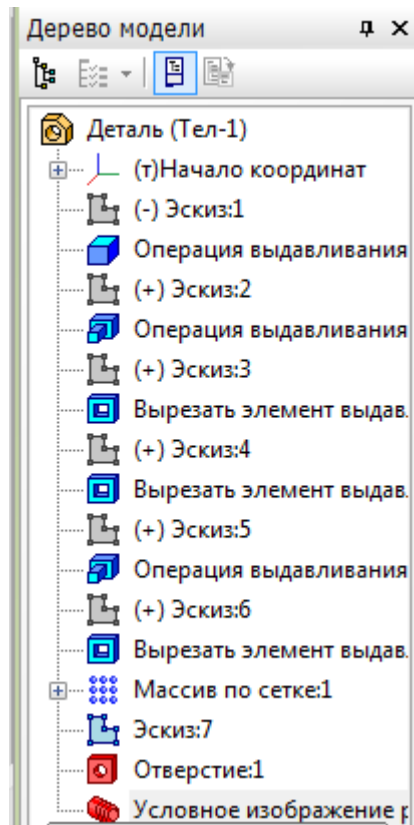 Дерево модели
Деталь (Тел-1)
(т)Начало координат
(-) Эскиз:1
Операция выдавливания
(+) Эскиз:2
Операция выдавливания
(+) Эскиз:3
Вырезать элемент выдав.
(+) Эскиз:4
Вырезать элемент выдав.
(+) Эскиз:5
Операция выдавливания
(+) Эскиз:6
Вырезать элемент выдав.
Массив по сетке:1
Эскиз:7
Отверстие:1
Условное изображение р